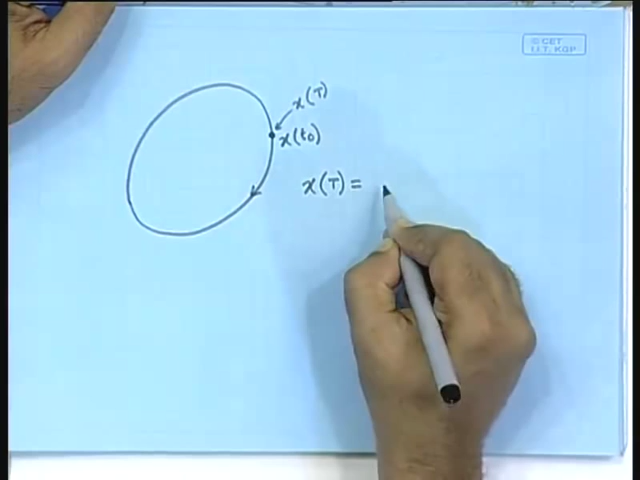 © CET
I.I.T. KGP
x(T)
x(t₀)
x(T) =